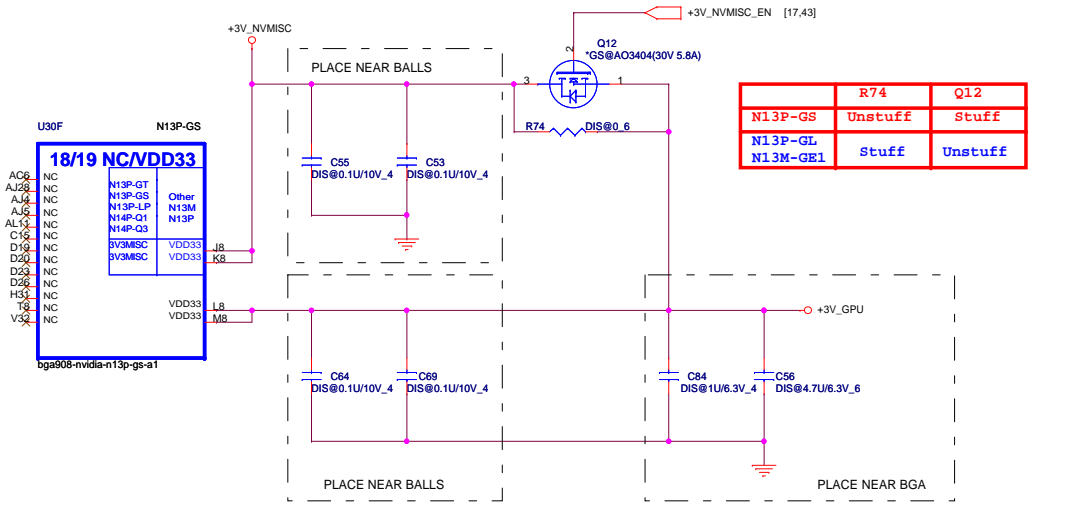 +3V_NVMISC_EN [17,43]
+3V_NVMISC
2
Q12
*GS@AO3404(30V 5.8A)
PLACE NEAR BALLS
3
1
R74 Q12
N13P-GS Unstuff Stuff
N13P-GL
N13M-GE1
Stuff Unstuff
R74 DIS@0_6
U30F N13P-GS
18/19 NC/VDD33
C55
DIS@0.1U/10V_4
C53
DIS@0.1U/10V_4
AC6 NC
AJ28 NC
AJ4 NC
AJ5 NC
AL11 NC
C15 NC
D19 NC
D20 NC
D23 NC
D26 NC
H31 NC
T8 NC
V32 NC
N13P-GT
N13P-GS
N13P-LP
N14P-Q1
N14P-Q3
Other
N13M
N13P
3V3MISC VDD33 J8
3V3MISC VDD33 K8
VDD33 L8
VDD33 M8
bga908-nvidia-n13p-gs-a1
+3V_GPU
C64
DIS@0.1U/10V_4
C69
DIS@0.1U/10V_4
C84
DIS@1U/6.3V_4
C56
DIS@4.7U/6.3V_6
PLACE NEAR BALLS
PLACE NEAR BGA